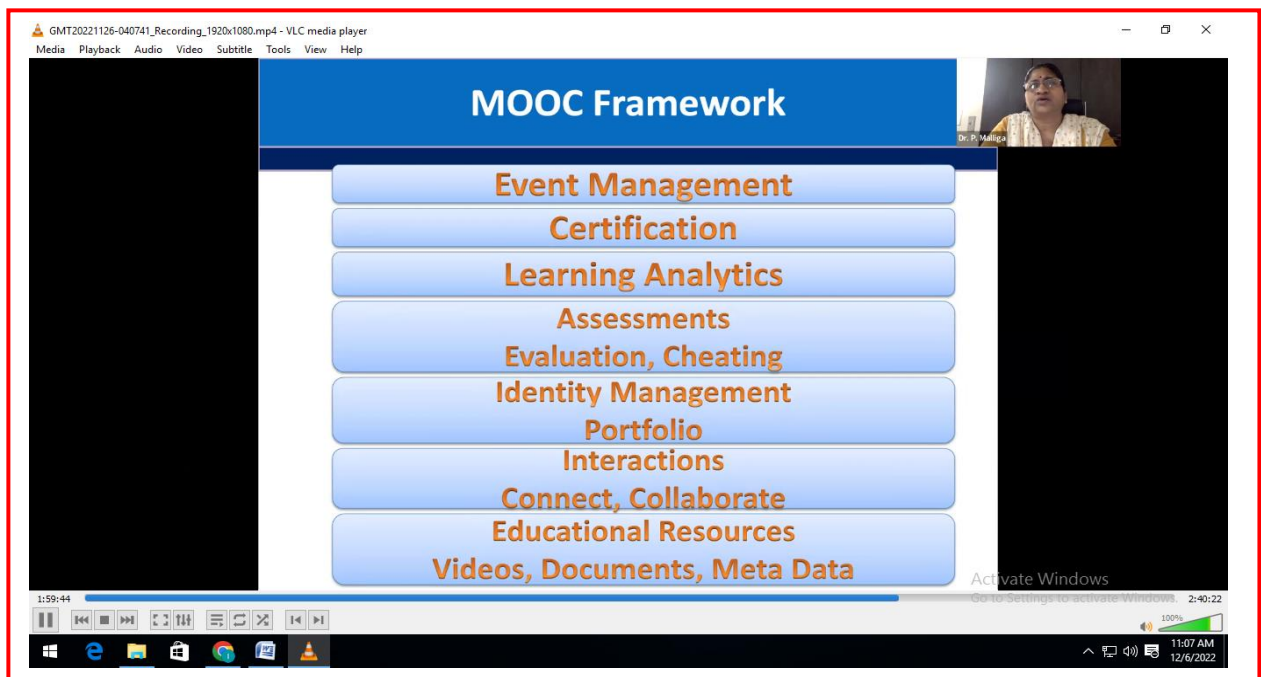 GMT20221126-040741_Recording_1920x1080.mp4 - VLC media player
Media Playback Audio Video Subtitle Tools View Help
MOOC Framework
Dr. P. Malliga
Event Management
Certification
Learning Analytics
Assessments
Evaluation, Cheating
Identity Management
Portfolio
Interactions
Connect, Collaborate
Educational Resources
Videos, Documents, Meta Data
Activate Windows
Go to Settings to activate Windows.
1:59:44
2:40:22
100%
11:07 AM
12/6/2022